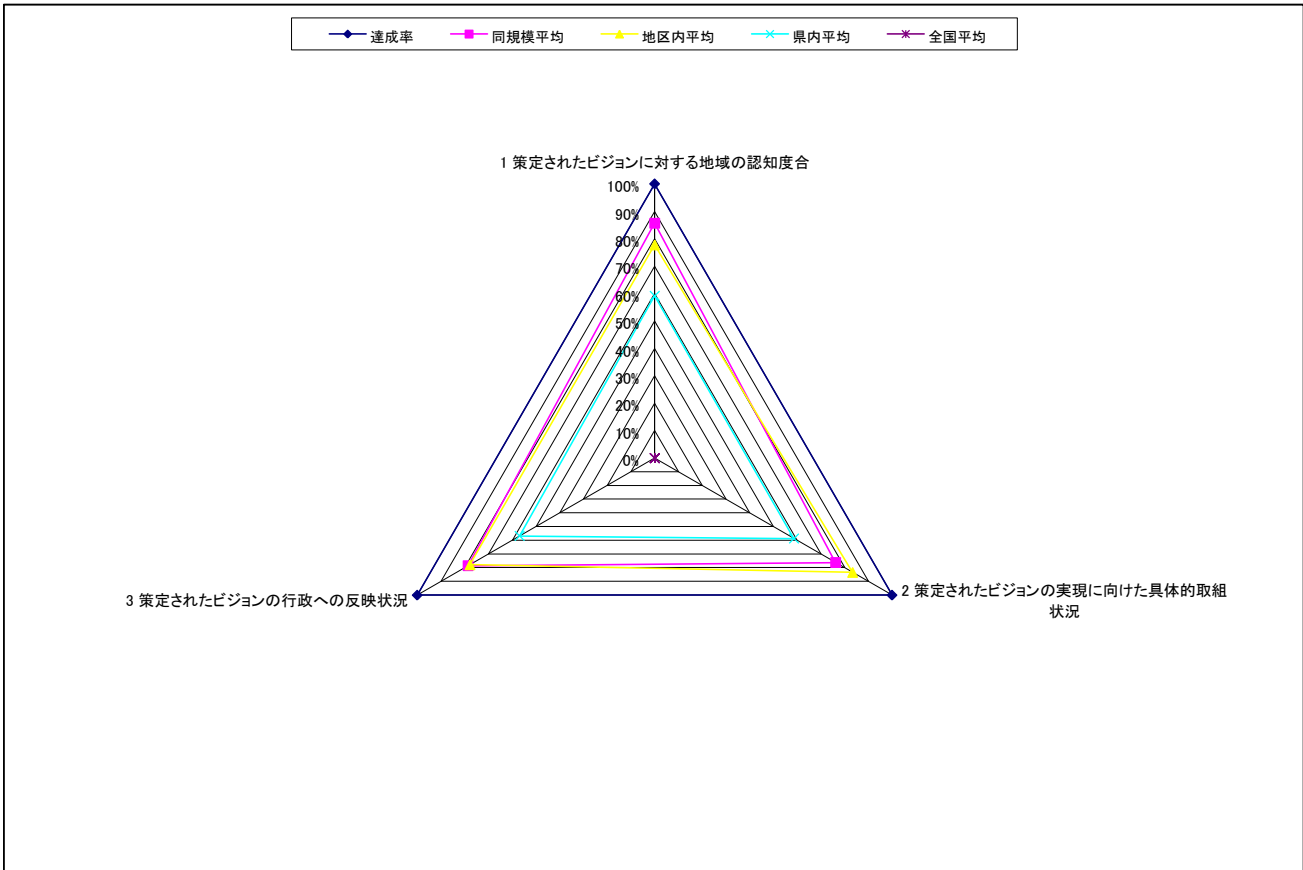 達成率 同規模平均 地区内平均 県内平均 全国平均
1 策定されたビジョンに対する地域の認知度合
100%
90%
80%
70%
60%
50%
40%
30%
20%
10%
0%
3 策定されたビジョンの行政への反映状況
2 策定されたビジョンの実現に向けた具体的取組
状況